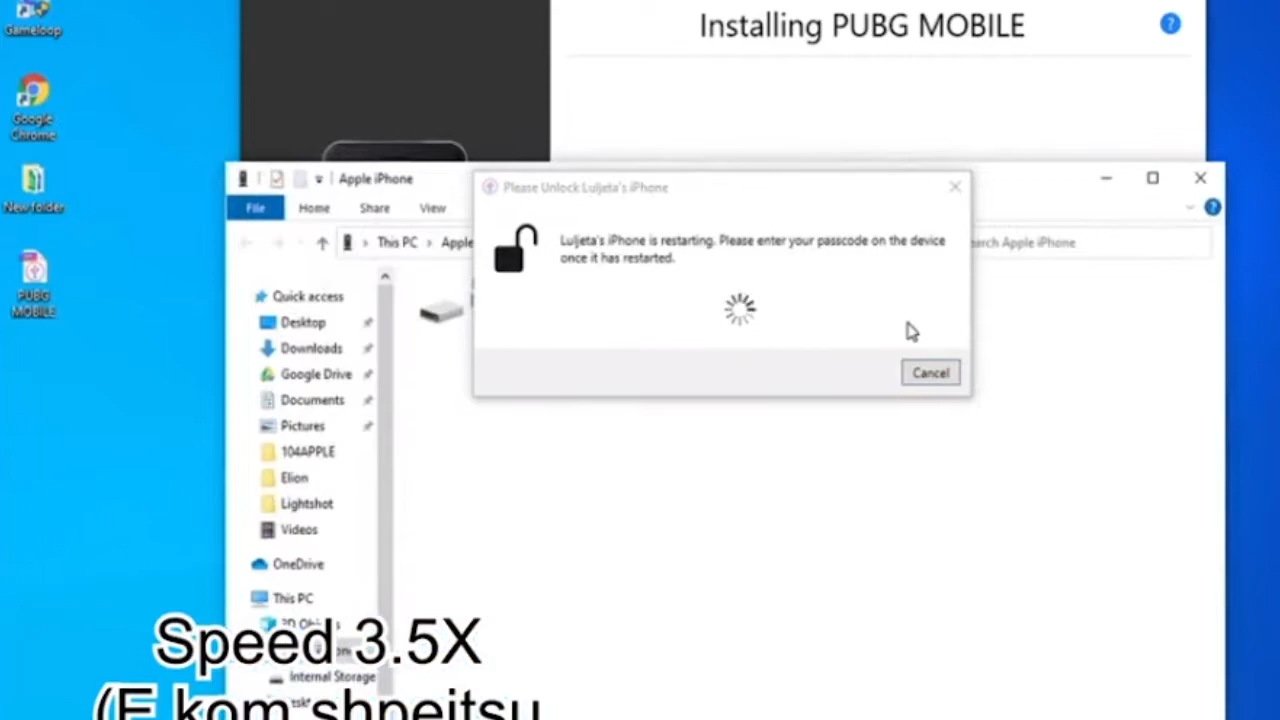 Gameloop
Installing PUBG MOBILE
?
Google
Chrome
New folder
PUBG
MOBILE
Apple iPhone
File
Home
Share
View
This PC
Apple
Apple iPhone
?
Please Unlock Luljeta's iPhone
Luljeta's iPhone is restarting. Please enter your passcode on the device
once it has restarted.
Cancel
Quick access
Desktop
Downloads
Google Drive
Documents
Pictures
104APPLE
Elion
Lightshot
Videos
OneDrive
This PC
Internal Storage
Speed 3.5X
(E kom shpejtsu